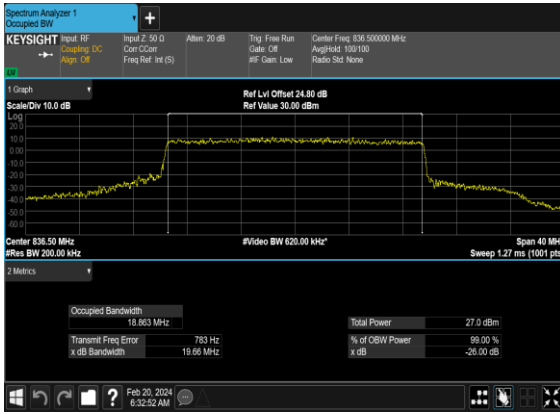 Spectrum Analyzer 1
Occupied BW
+
KEYSIGHT
Input: RF
Coupling: DC
Align: Off
Input Z: 50 Ω
Corr CCorr
Freq Ref: Int (S)
Atten: 20 dB
Trig: Free Run
Gate: Off
#IF Gain: Low
Center Freq: 836.500000 MHz
Avg|Hold: 100/100
Radio Std: None
1 Graph
Scale/Div 10.0 dB
Ref Lvl Offset 24.80 dB
Ref Value 30.00 dBm
Log
20.0
10.0
0.00
-10.0
-20.0
-30.0
-40.0
-50.0
-60.0
Center 836.50 MHz
#Res BW 200.00 kHz
#Video BW 620.00 kHz*
Span 40 MH
Sweep 1.27 ms (1001 pts
2 Metrics
Occupied Bandwidth
18.863 MHz
Transmit Freq Error 783 Hz
x dB Bandwidth 19.66 MHz
Total Power 27.0 dBm
% of OBW Power 99.00 %
x dB -26.00 dB
?
Feb 20, 2024
6:32:52 AM